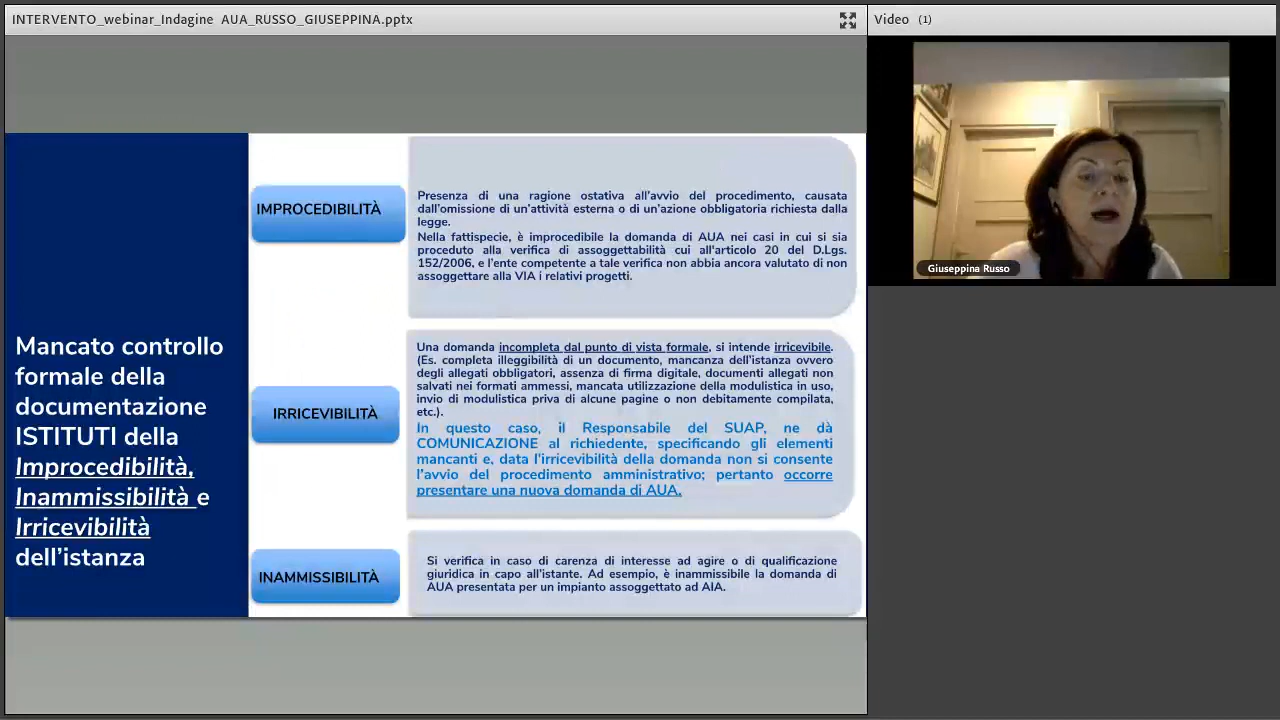 INTERVENTO_webinar_Indagine AUA_RUSSO_GIUSEPPINA.pptx
Video (1)
Giuseppina Russo
Mancato controllo
formale della
documentazione
ISTITUTI della
Improcedibilità,
Inammissibilità e
Irricevibilità
dell'istanza
IMPROCEDIBILITÀ
Presenza di una ragione ostativa all'avvio del procedimento, causata
dall'omissione di un'attività esterna o di un'azione obbligatoria richiesta dalla
legge.
Nella fattispecie, è improcedibile la domanda di AUA nei casi in cui si sia
proceduto alla verifica di assoggettabilità cui all'articolo 20 del D.Lgs.
152/2006, e l'ente competente a tale verifica non abbia ancora valutato di non
assoggettare alla VIA i relativi progetti.
IRRICEVIBILITÀ
Una domanda incompleta dal punto di vista formale, si intende irricevibile.
(Es. completa illeggibilità di un documento, mancanza dell'istanza ovvero
degli allegati obbligatori, assenza di firma digitale, documenti allegati non
salvati nei formati ammessi, mancata utilizzazione della modulistica in uso,
invio di modulistica priva di alcune pagine o non debitamente compilata,
etc.).
In questo caso, il Responsabile del SUAP, ne dà
COMUNICAZIONE al richiedente, specificando gli elementi
mancanti e, data l'irricevibilità della domanda non si consente
l'avvio del procedimento amministrativo; pertanto occorre
presentare una nuova domanda di AUA.
INAMMISSIBILITÀ
Si verifica in caso di carenza di interesse ad agire o di qualificazione
giuridica in capo all'istante. Ad esempio, è inammissibile la domanda di
AUA presentata per un impianto assoggettato ad AIA.